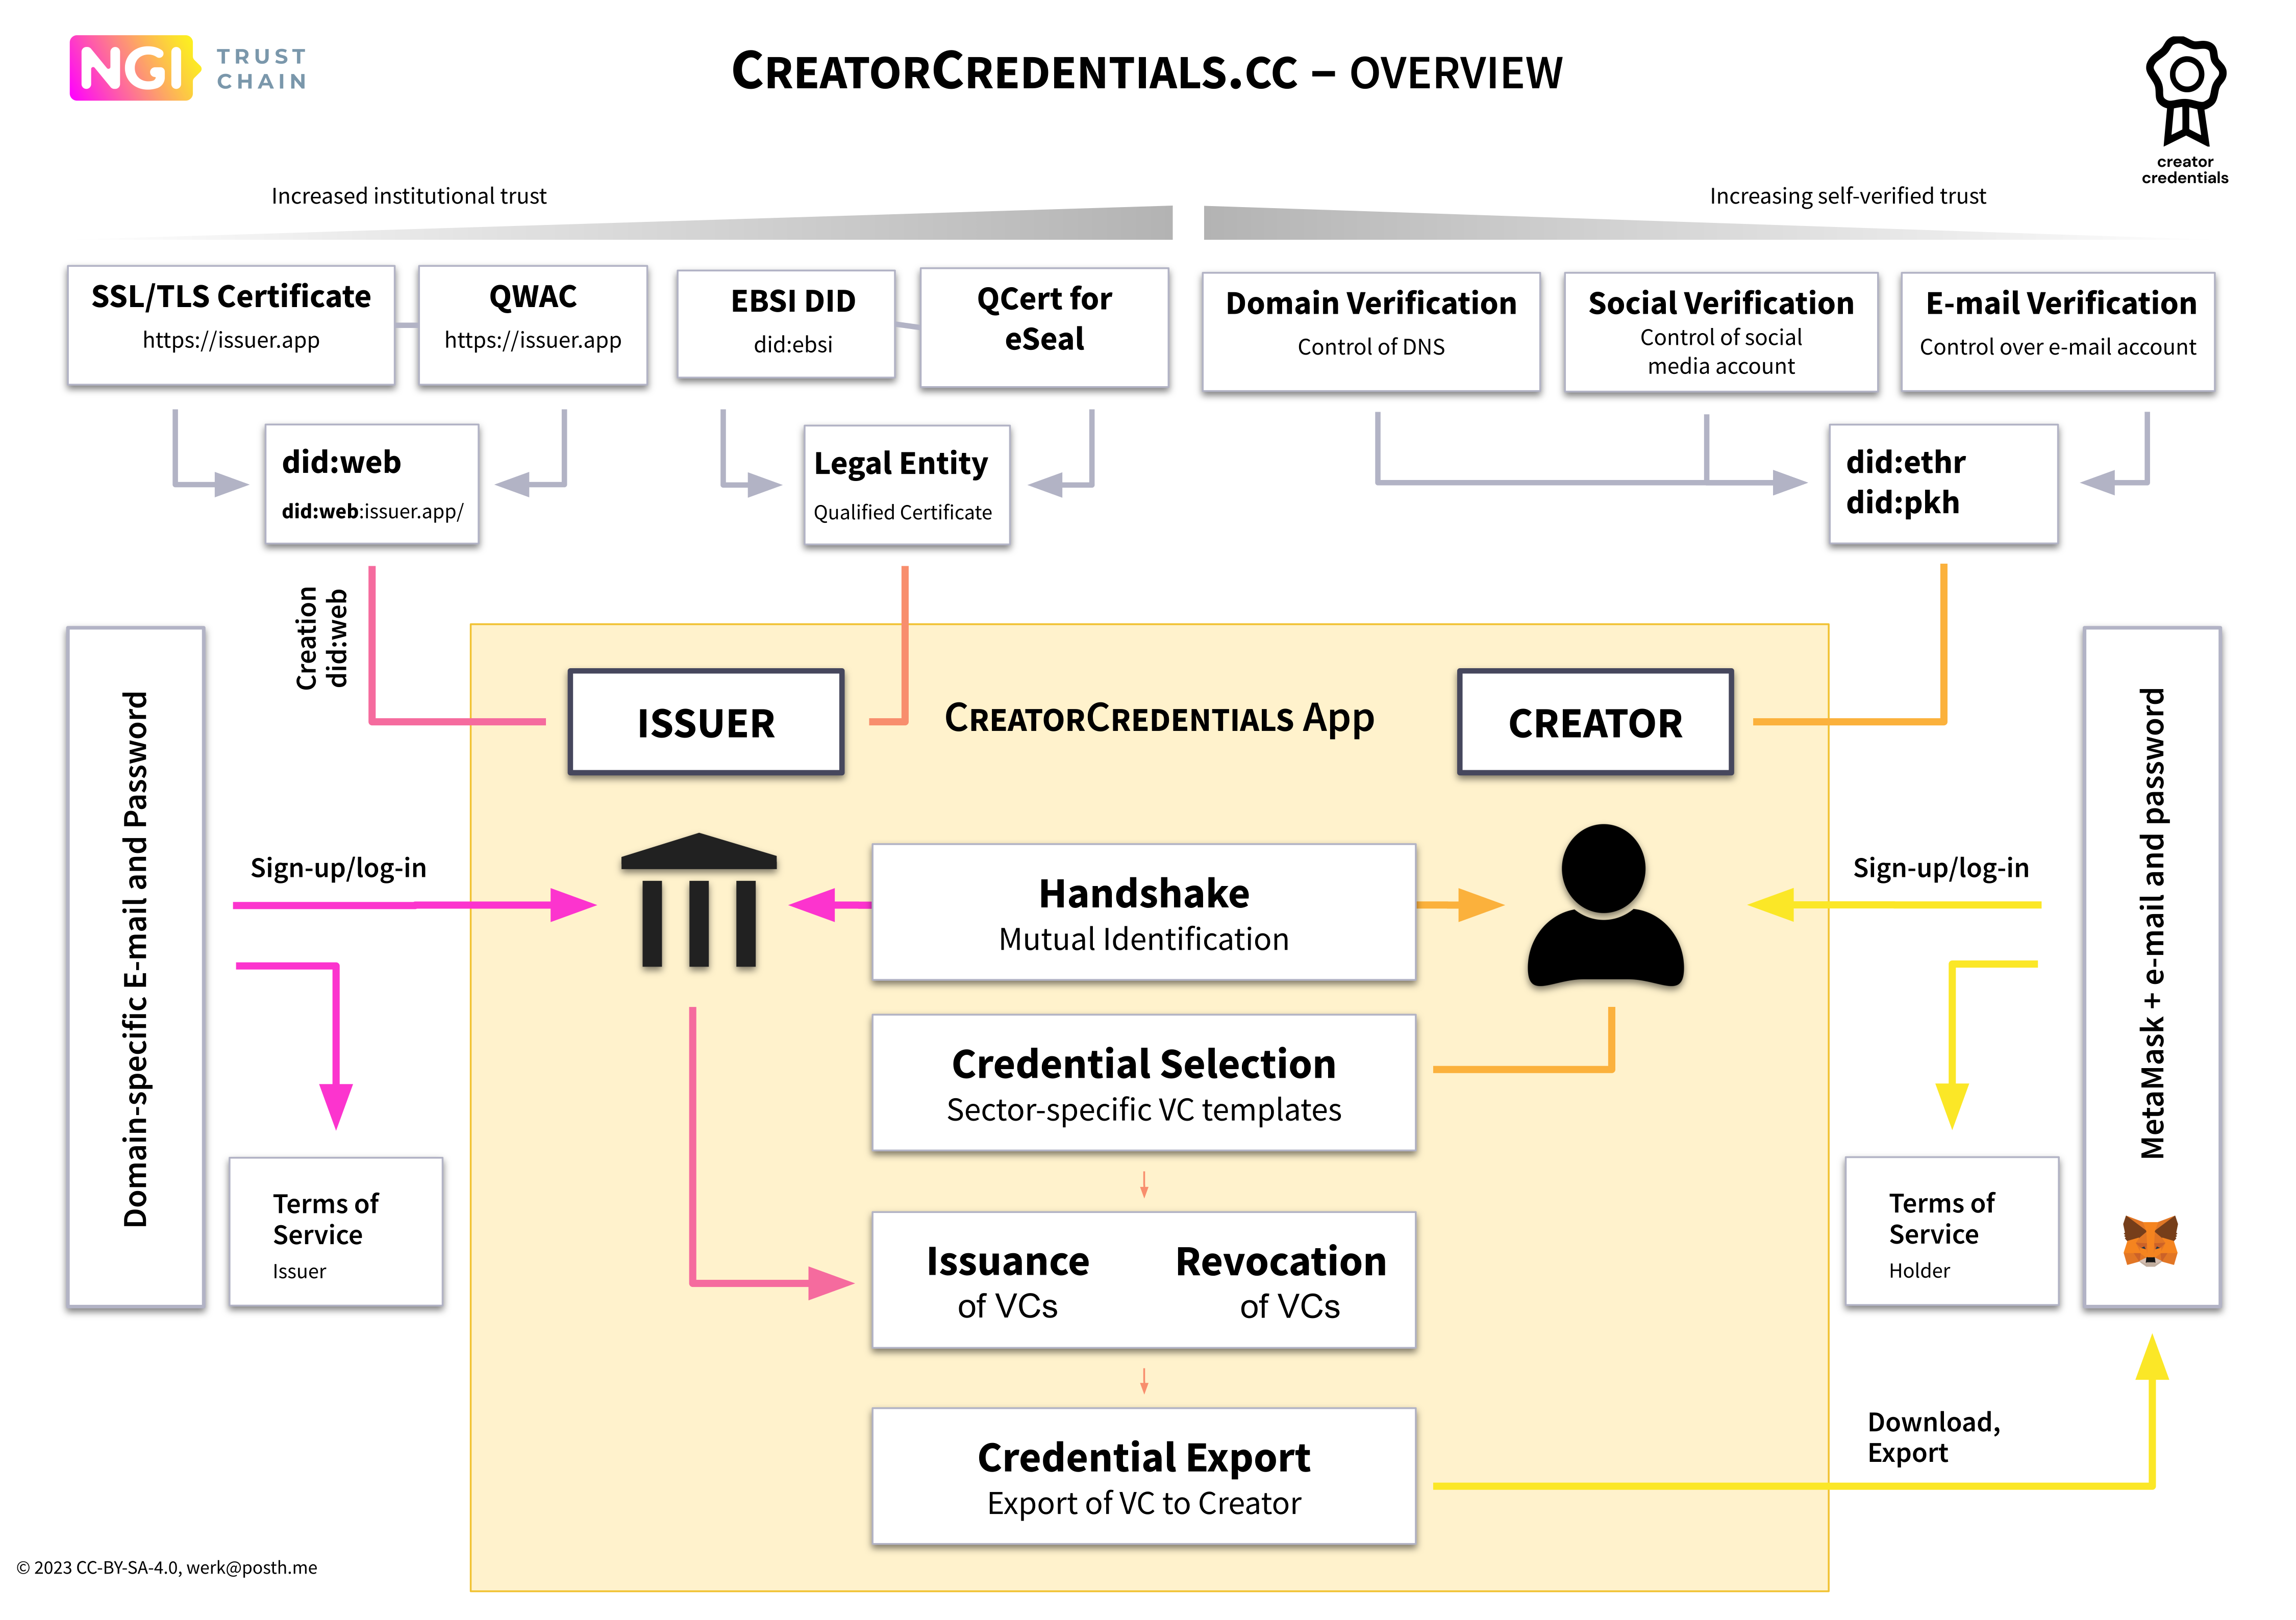 NGI
TRUST
CHAIN
CREATORCREDENTIALS.CC – OVERVIEW
creator
credentials
Increased institutional trust
Increasing self-verified trust
SSL/TLS Certificate
https://issuer.app
QWAC
https://issuer.app
EBSI DID
did:ebsi
QCert for
eSeal
Domain Verification
Control of DNS
Social Verification
Control of social
media account
E-mail Verification
Control over e-mail account
did:web
did:web:issuer.app/
Legal Entity
Qualified Certificate
did:ethr
did:pkh
Creation
did:web
Domain-specific E-mail and Password
ISSUER
CREATORCREDENTIALS App
CREATOR
MetaMask + e-mail and password
Sign-up/log-in
Handshake
Mutual Identification
Sign-up/log-in
Credential Selection
Sector-specific VC templates
Terms of
Service
Issuer
Issuance
of VCs
Revocation
of VCs
Terms of
Service
Holder
Credential Export
Export of VC to Creator
Download,
Export
© 2023 CC-BY-SA-4.0, werk@posth.me